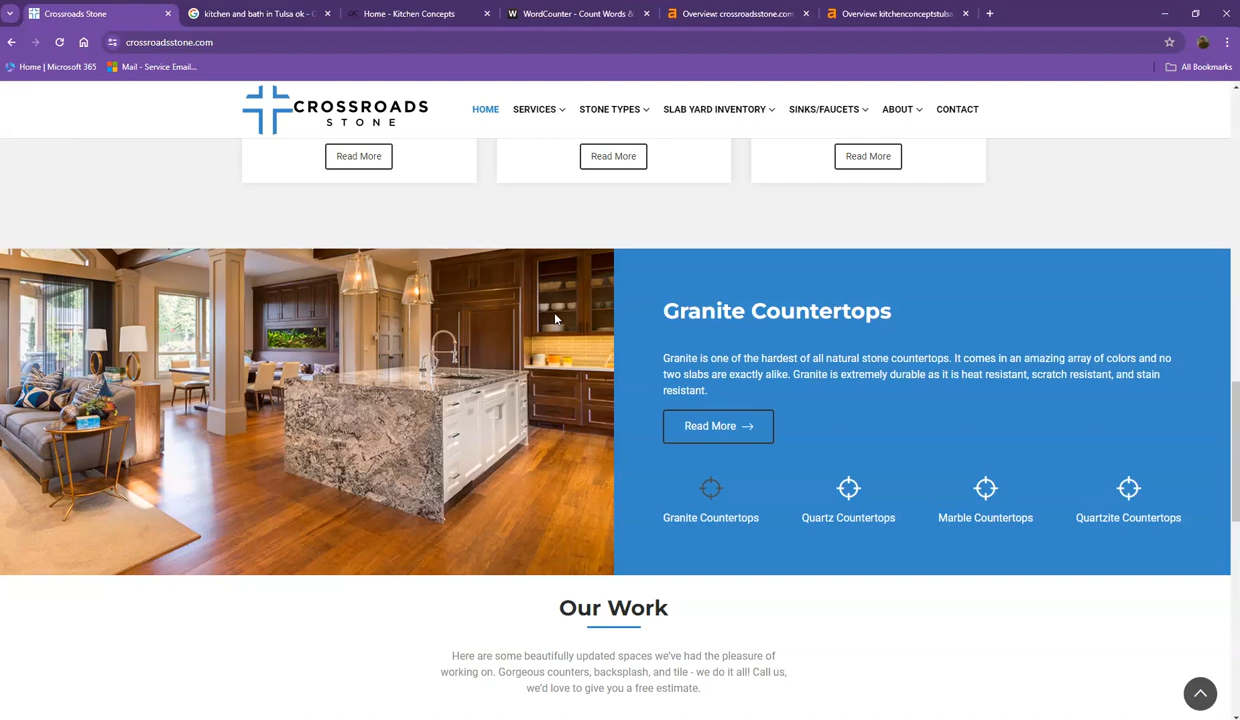 Crossroads Stone
kitchen and bath in Tulsa ok - G
Home - Kitchen Concepts
WordCounter - Count Words &
Overview: crossroadsstone.com
Overview: kitchenconceptstulsa
crossroadsstone.com
Home | Microsoft 365
Mail - Service Email...
All Bookmarks
CROSSROADS
STONE
HOME SERVICES STONE TYPES SLAB YARD INVENTORY SINKS/FAUCETS ABOUT CONTACT
Read More
Read More
Read More
Granite Countertops
Granite is one of the hardest of all natural stone countertops. It comes in an amazing array of colors and no
two slabs are exactly alike. Granite is extremely durable as it is heat resistant, scratch resistant, and stain
resistant.
Read More
Granite Countertops
Quartz Countertops
Marble Countertops
Quartzite Countertops
Our Work
Here are some beautifully updated spaces we've had the pleasure of
working on. Gorgeous counters, backsplash, and tile - we do it all! Call us,
we'd love to give you a free estimate.